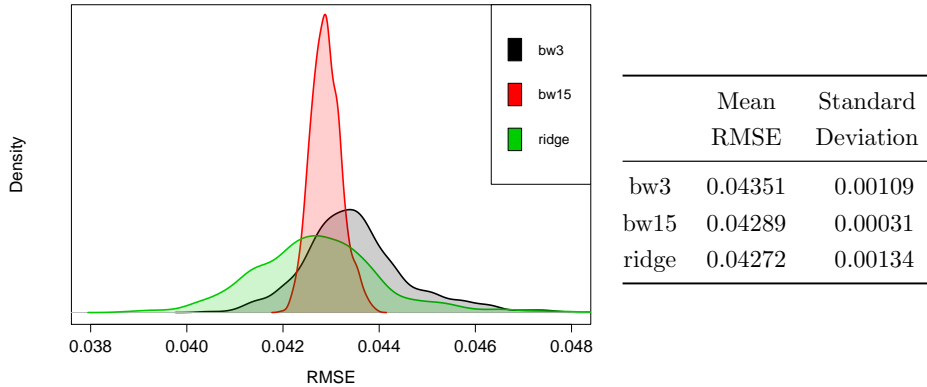 bw3
bw15
ridge
Density
0.038 0.040 0.042 0.044 0.046 0.048
RMSE
Mean Standard
RMSE Deviation
bw3 0.04351 0.00109
bw15 0.04289 0.00031
ridge 0.04272 0.00134